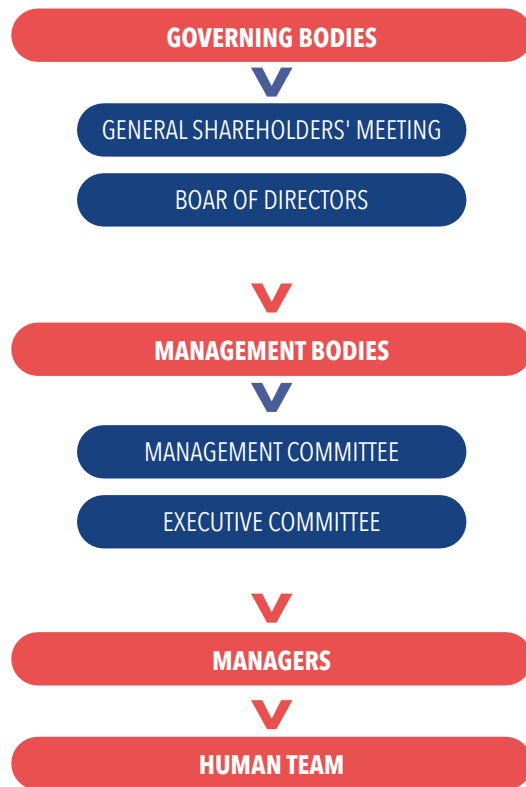 GOVERNING BODIES
GENERAL SHAREHOLDERS' MEETING
BOAR OF DIRECTORS
MANAGEMENT BODIES
MANAGEMENT COMMITTEE
EXECUTIVE COMMITTEE
MANAGERS
HUMAN TEAM